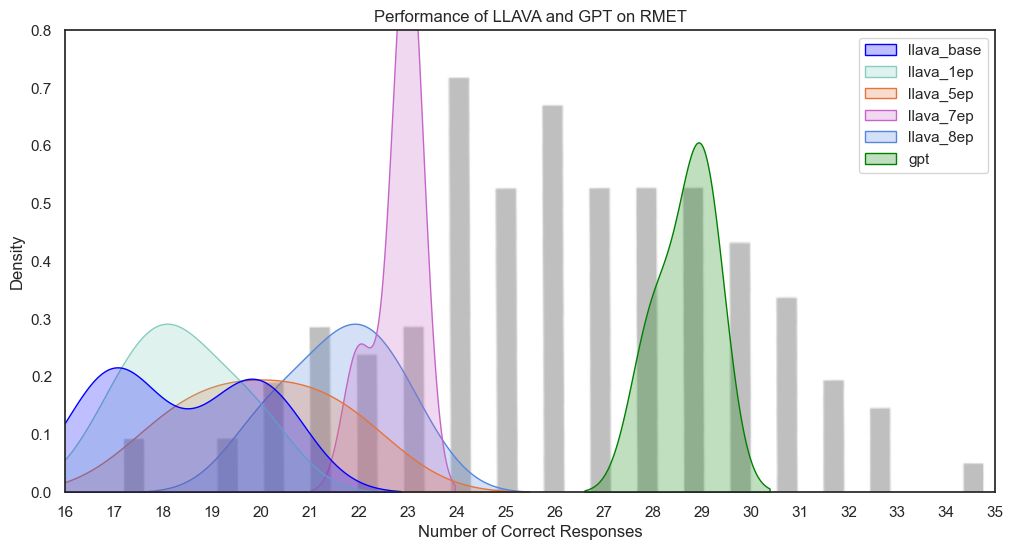 Performance of LLAVA and GPT on RMET
0.8
0.7
0.6
0.5
0.4
0.3
0.2
0.1
0.0
Density
llava_base
llava_1ep
llava_5ep
llava_7ep
llava_8ep
gpt
16 17 18 19 20 21 22 23 24 25 26 27 28 29 30 31 32 33 34 35
Number of Correct Responses